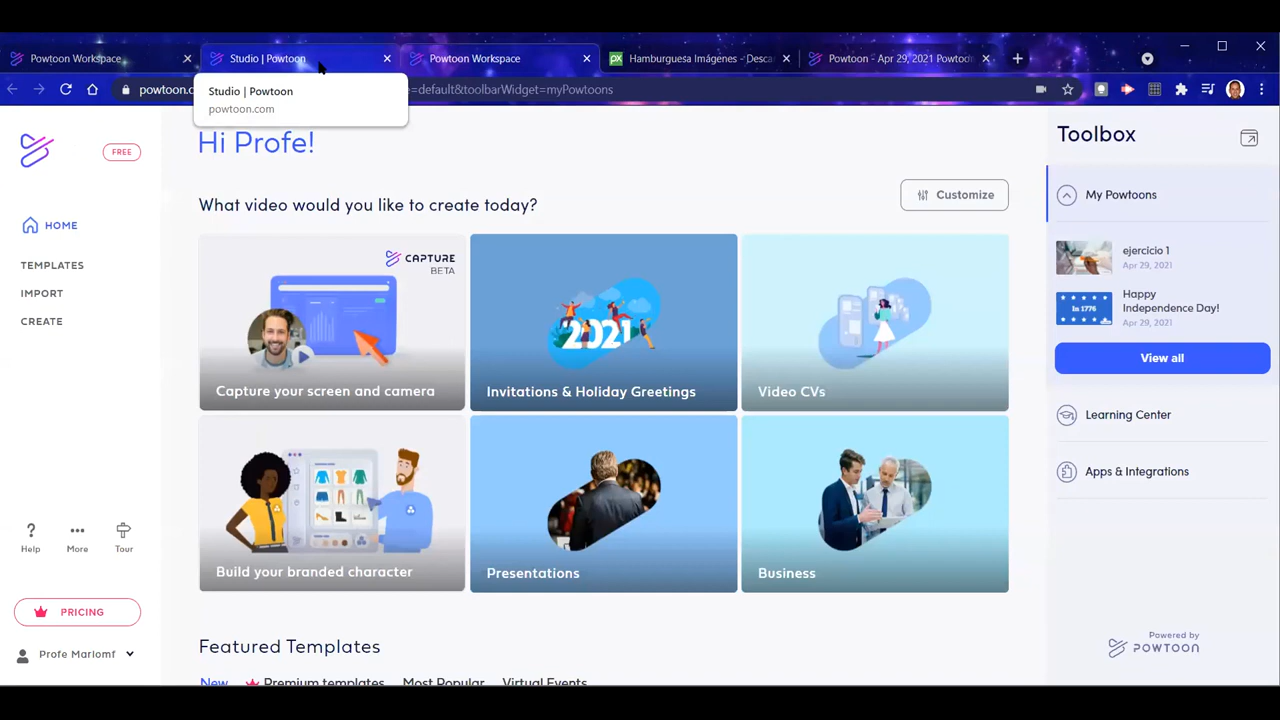 Powtoon Workspace
Studio | Powtoon
Powtoon Workspace
Hamburguesa Imágenes - Desca
Powtoon - Apr 29, 2021 Powtoo
powtoon.c
=default&toolbarWidget=myPowtoons
Studio | Powtoon
powtoon.com
FREE
HOME
TEMPLATES
IMPORT
CREATE
Help
More
Tour
PRICING
Profe Mariomf
Hi Profe!
What video would you like to create today?
Customize
CAPTURE
BETA
Capture your screen and camera
2021
Invitations & Holiday Greetings
Video CVs
Build your branded character
Presentations
Business
Featured Templates
New
Premium templates
Most Popular
Virtual Events
Toolbox
My Powtoons
ejercicio 1
Apr 29, 2021
In 1776
Happy
Independence Day!
Apr 29, 2021
View all
Learning Center
Apps & Integrations
Powered by
POWTOON